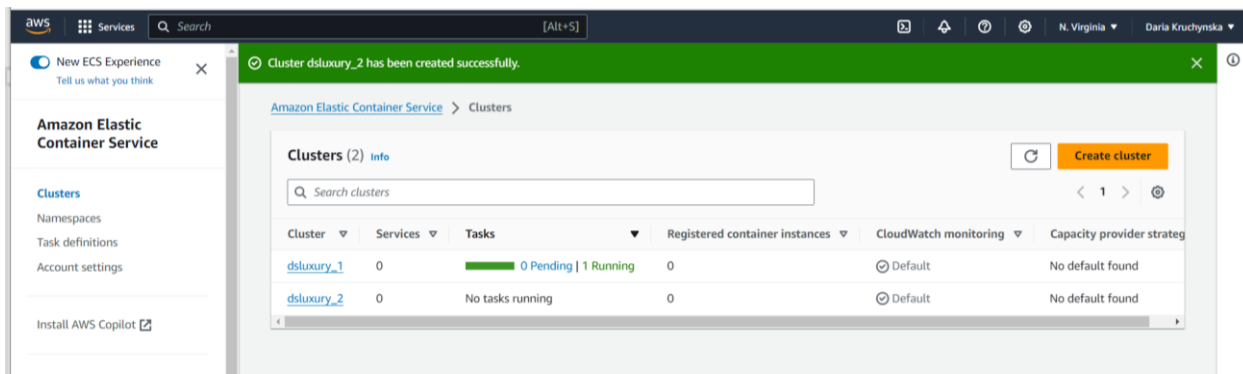 aws Services Search [Alt+S] N. Virginia Daria Kruchynska
New ECS Experience
Tell us what you think
Cluster dsluxury_2 has been created successfully.
Amazon Elastic Container Service > Clusters
Amazon Elastic
Container Service
Clusters (2) Info
Create cluster
Search clusters
1
Clusters
Namespaces
Task definitions
Account settings
Install AWS Copilot
Cluster Services Tasks Registered container instances CloudWatch monitoring Capacity provider strateg
dsluxury_1 0 0 Pending | 1 Running 0 Default No default found
dsluxury_2 0 No tasks running 0 Default No default found